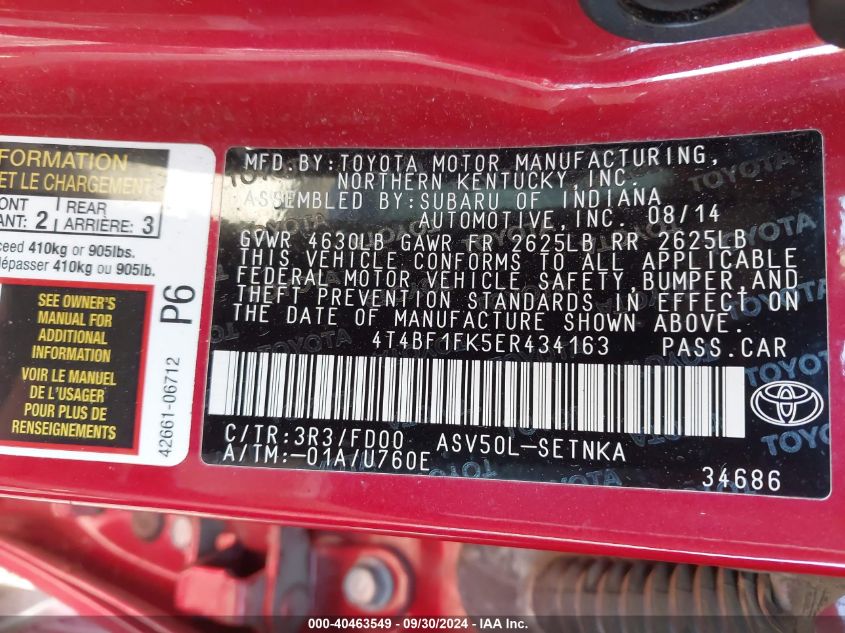 FORMATION
ET LE CHARGEMENT
ONT
ANT: 2
REAR
ARRIÈRE: 3
ceed 410kg or 905lbs.
dépasser 410kg ou 905lb.
SEE OWNER'S
MANUAL FOR
ADDITIONAL
INFORMATION
VOIR LE MANUEL
DE L'USAGER
POUR PLUS DE
RENSEIGNEMENTS
P6
42661-06712
MFD.BY:TOYOTA MOTOR MANUFACTURING,
NORTHERN KENTUCKY,INC.
ASSEMBLED BY:SUBARU OF INDIANA
AUTOMOTIVE,INC. 08/14
GVWR 4630LB GAWR FR 2625LB RR 2625LB
THIS VEHICLE CONFORMS TO ALL APPLICABLE
FEDERAL MOTOR VEHICLE SAFETY,BUMPER,AND
THEFT PREVENTION STANDARDS IN EFFECT ON
THE DATE OF MANUFACTURE SHOWN ABOVE.
4T4BF1FK5ER434163 PASS.CAR
C/TR:3R3/FD00 ASV50L-SETNKA
A/TM:-01A/U760E
34686
TOYOTA
000-40463549 - 09/30/2024 - IAA Inc.